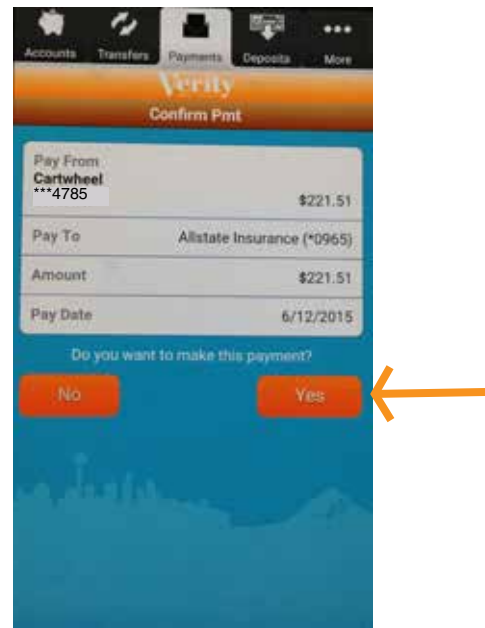 Accounts Transfers Payments Deposits More
Verity
Confirm Pmt
Pay From
Cartwheel
***4785 $221.51
Pay To Allstate Insurance (*0965)
Amount $221.51
Pay Date 6/12/2015
Do you want to make this payment?
No Yes